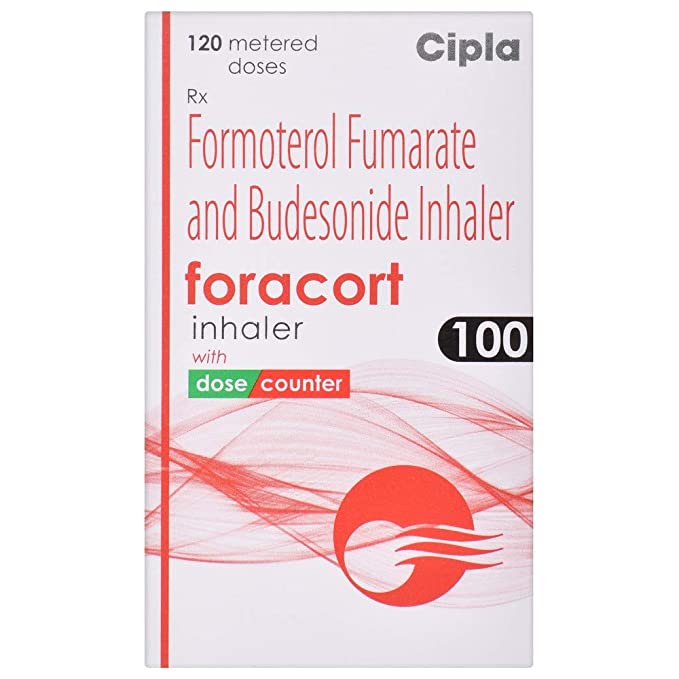 120 metered
doses
Cipla
Rx
Formoterol Fumarate
and Budesonide Inhaler
foracort
inhaler
100
with
dose counter